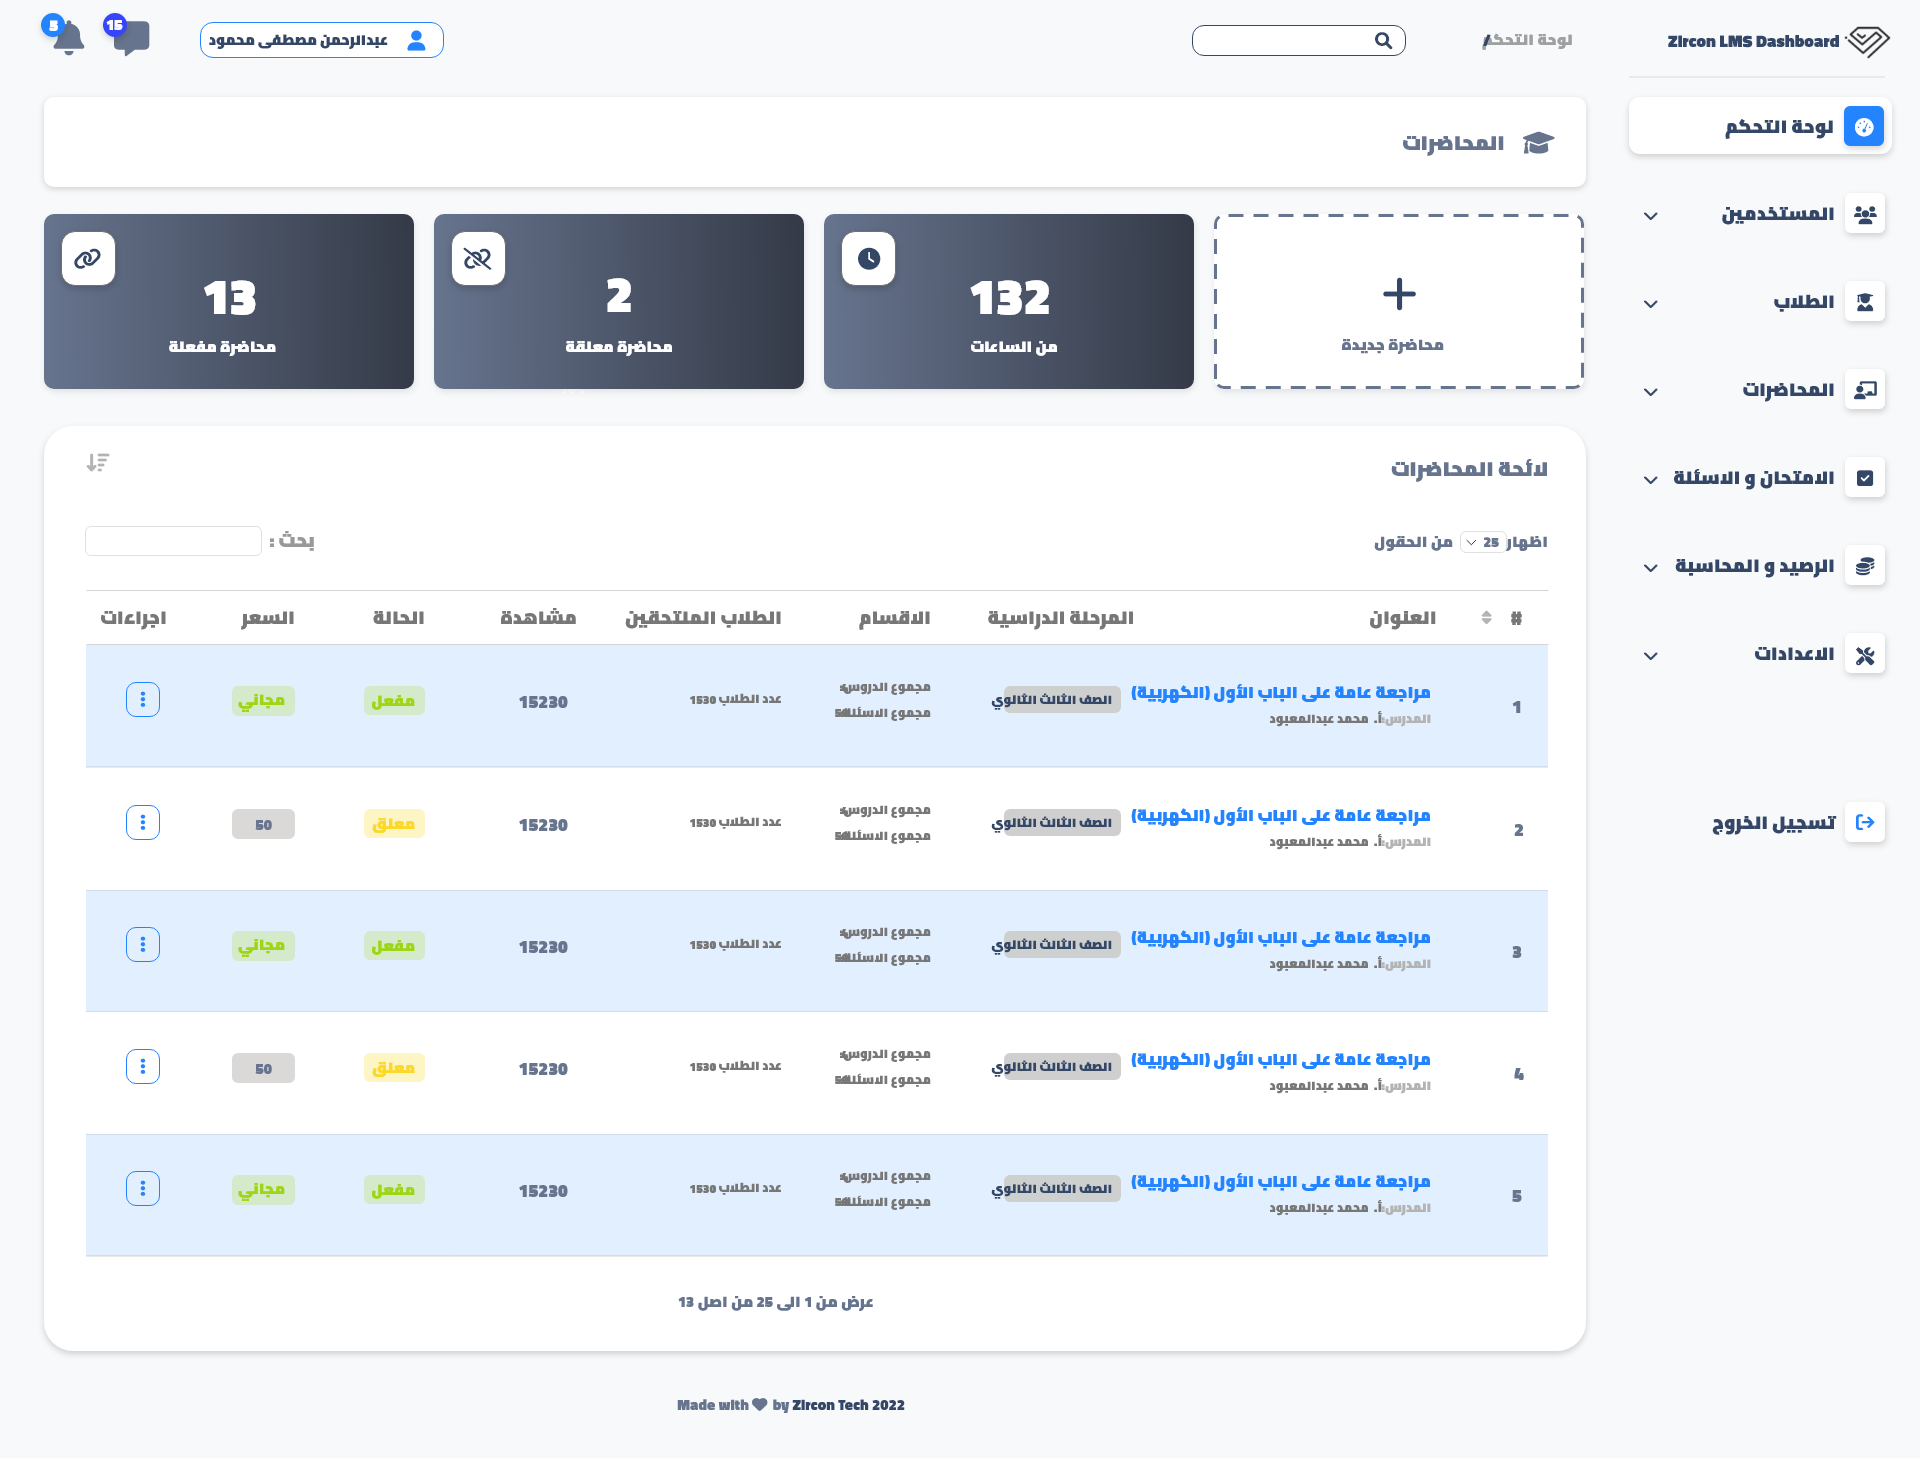 Zircon LMS Dashboard
لوحة التحكم /
عبدالرحمن مصطفى محمود
15
5
لوحة التحكم
المستخدمين
الطلاب
المحاضرات
الامتحان و الاسئلة
الرصيد و المحاسبة
الاعدادات
تسجيل الخروج
المحاضرات
محاضرة جديدة
132
من الساعات
2
محاضرة معلقة
13
محاضرة مفعلة
لائحة المحاضرات
اظهار 25 من الحقول
بحث :
# العنوان المرحلة الدراسية الاقسام الطلاب الملتحقين مشاهدة الحالة السعر اجراءات
1 مراجعة عامة على الباب الأول (الكهربية) الصف الثالث الثالوي مجموع الدروس: عدد الطلاب 1530 15230 مفعل مجاني
المدرس: أ. محمد عبدالمعبود مجموع الاسئلة
2 مراجعة عامة على الباب الأول (الكهربية) الصف الثالث الثالوي مجموع الدروس: عدد الطلاب 1530 15230 معلق 50
المدرس: أ. محمد عبدالمعبود مجموع الاسئلة
3 مراجعة عامة على الباب الأول (الكهربية) الصف الثالث الثالوي مجموع الدروس: عدد الطلاب 1530 15230 مفعل مجاني
المدرس: أ. محمد عبدالمعبود مجموع الاسئلة
4 مراجعة عامة على الباب الأول (الكهربية) الصف الثالث الثالوي مجموع الدروس: عدد الطلاب 1530 15230 معلق 50
المدرس: أ. محمد عبدالمعبود مجموع الاسئلة
5 مراجعة عامة على الباب الأول (الكهربية) الصف الثالث الثالوي مجموع الدروس: عدد الطلاب 1530 15230 مفعل مجاني
المدرس: أ. محمد عبدالمعبود مجموع الاسئلة
عرض من 1 الى 25 من اصل 13
Made with by Zircon Tech 2022